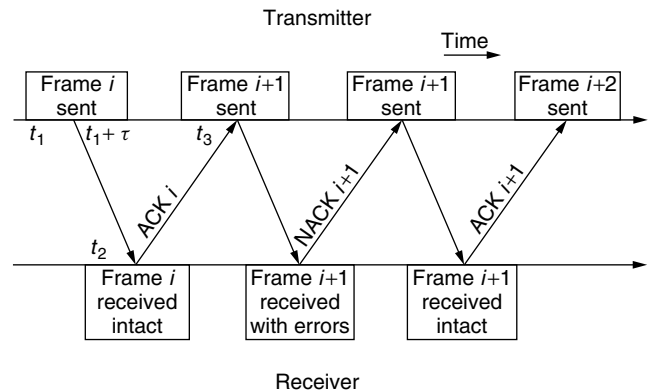 Transmitter
Time
Frame i
sent
Frame i+1
sent
Frame i+1
sent
Frame i+2
sent
t1
t1 + τ
t3
ACK i
NACK i+1
ACK i+1
t2
Frame i
received
intact
Frame i+1
received
with errors
Frame i+1
received
intact
Receiver